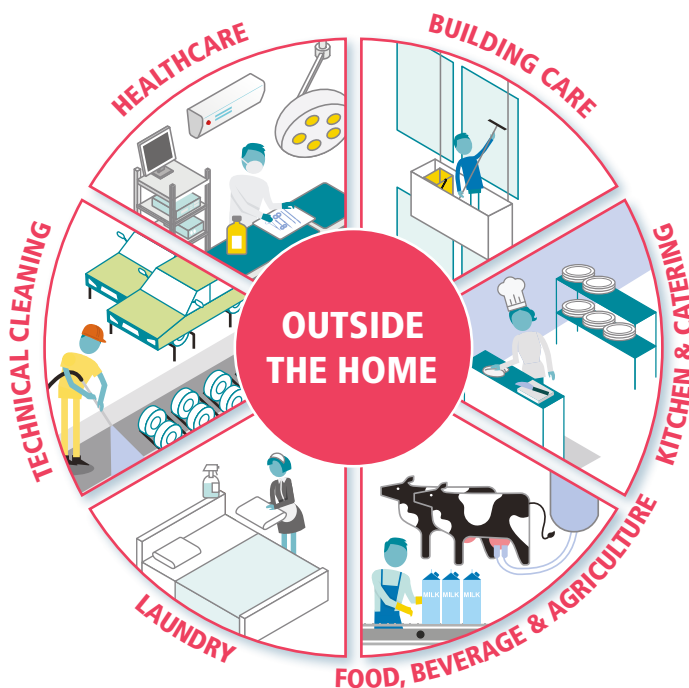 HEALTHCARE
BUILDING CARE
TECHNICAL CLEANING
OUTSIDE
THE HOME
KITCHEN & CATERING
LAUNDRY
MILK
MILK
MILK
FOOD, BEVERAGE & AGRICULTURE